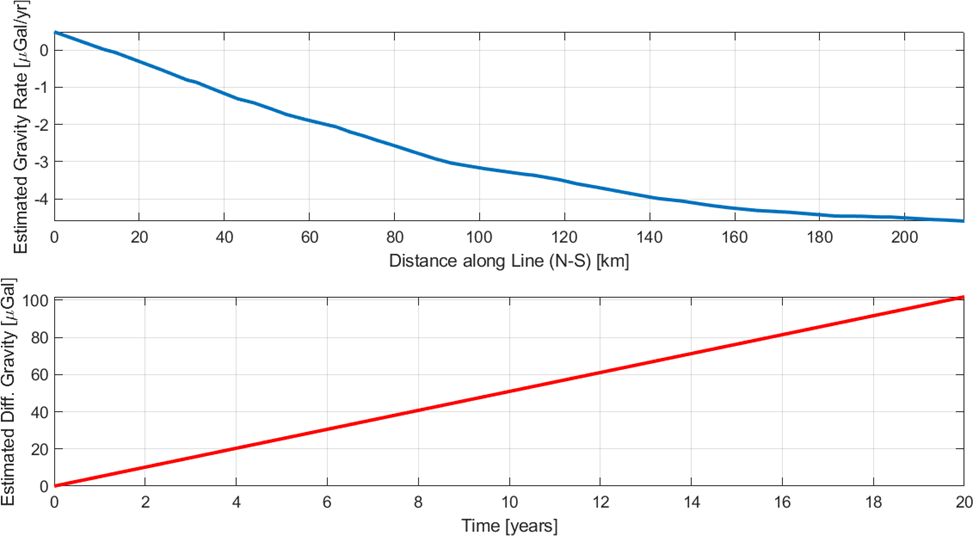 Estimated Gravity Rate [μGal/yr]
0
-1
-2
-3
-4
0 20 40 60 80 100 120 140 160 180 200
Distance along Line (N-S) [km]
Estimated Diff. Gravity [μGal]
100
80
60
40
20
0
0 2 4 6 8 10 12 14 16 18 20
Time [years]